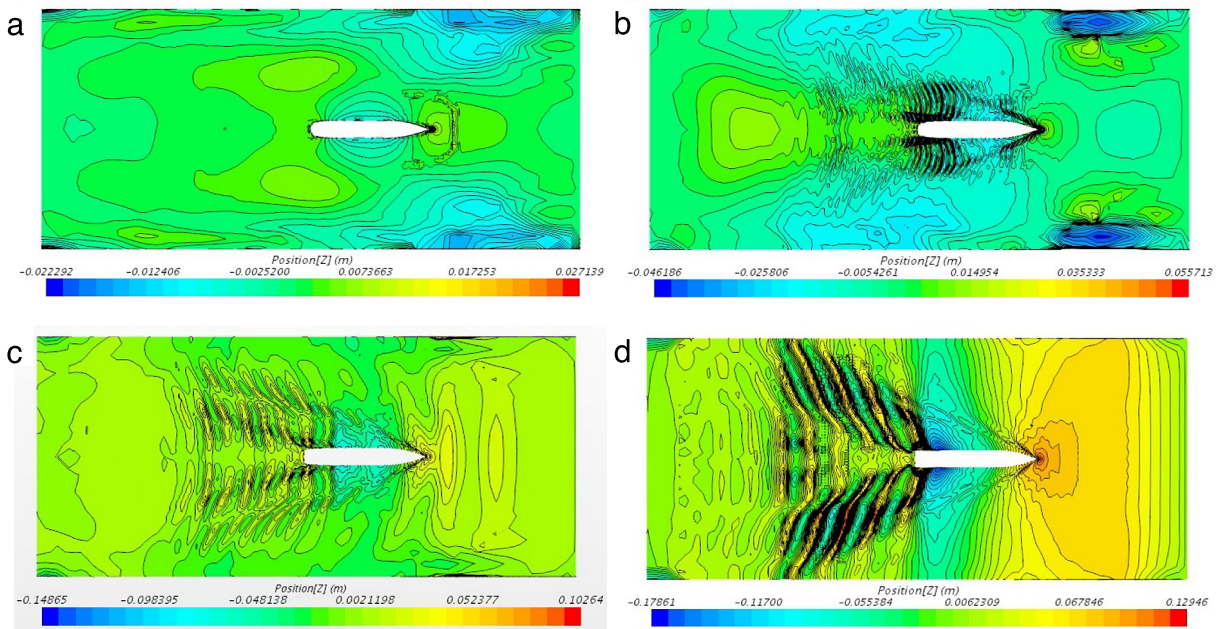 a
b
Position[Z] (m)
-0.022292 -0.012406 -0.0025200 0.0073663 0.017253 0.027139
Position[Z] (m)
-0.046186 -0.025806 -0.0054261 0.014954 0.035333 0.055713
c
d
Position[Z] (m)
-0.14865 -0.098395 -0.048138 0.0021198 0.052377 0.10264
Position[Z] (m)
-0.17861 -0.11700 -0.055384 0.0062309 0.067846 0.12946